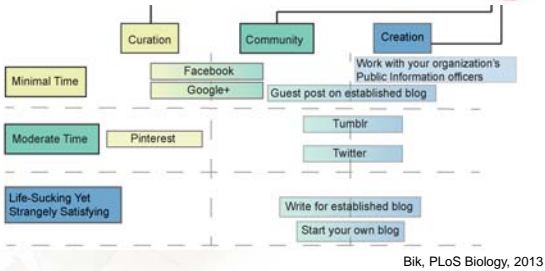 Curation
Community
Creation
Minimal Time
Facebook
Google+
Work with your organization's
Public Information officers
Guest post on established blog
Moderate Time
Pinterest
Tumblr
Twitter
Life-Sucking Yet
Strangely Satisfying
Write for established blog
Start your own blog
Bik, PLoS Biology, 2013